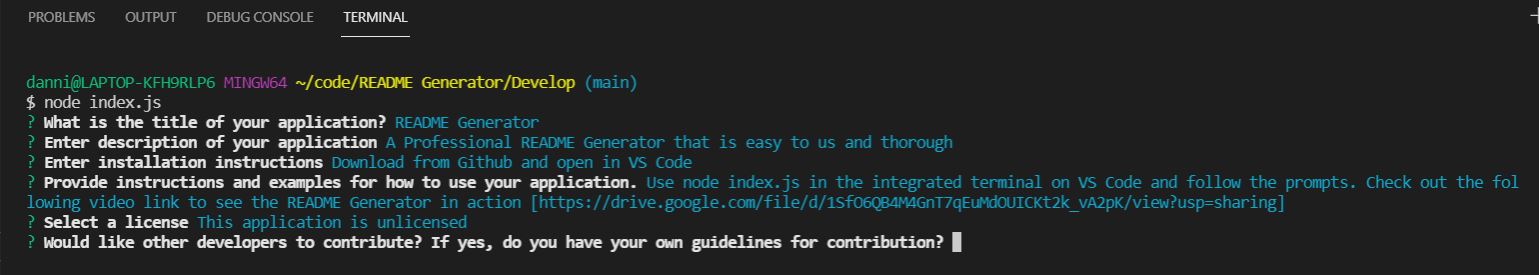 PROBLEMS OUTPUT DEBUG CONSOLE TERMINAL
danni@LAPTOP-KFH9RLP6 MINGW64 ~/code/README Generator/Develop (main)
$ node index.js
? What is the title of your application? README Generator
? Enter description of your application A Professional README Generator that is easy to us and thorough
? Enter installation instructions Download from Github and open in VS Code
? Provide instructions and examples for how to use your application. Use node index.js in the integrated terminal on VS Code and follow the prompts. Check out the fol
lowing video link to see the README Generator in action [https://drive.google.com/file/d/1SfO6QB4M4GnT7qEuMdOUICKt2k_vA2pK/view?usp=sharing]
? Select a license This application is unlicensed
? Would like other developers to contribute? If yes, do you have your own guidelines for contribution?